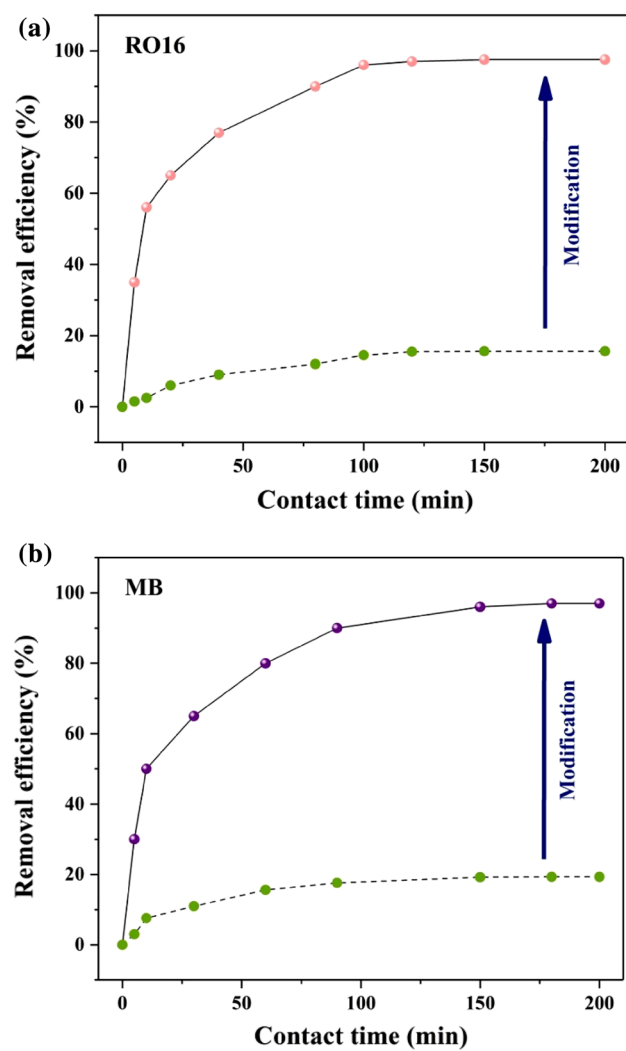 (a)
RO16
Removal efficiency (%)
100
80
60
40
20
0
Modification
0 50 100 150 200
Contact time (min)
(b)
MB
Removal efficiency (%)
100
80
60
40
20
0
Modification
0 50 100 150 200
Contact time (min)